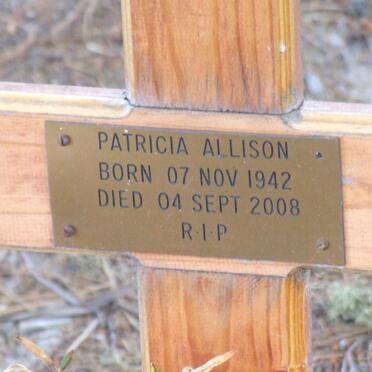 PATRICIA ALLISON
BORN 07 NOV 1942
DIED 04 SEPT 2008
R·I·P